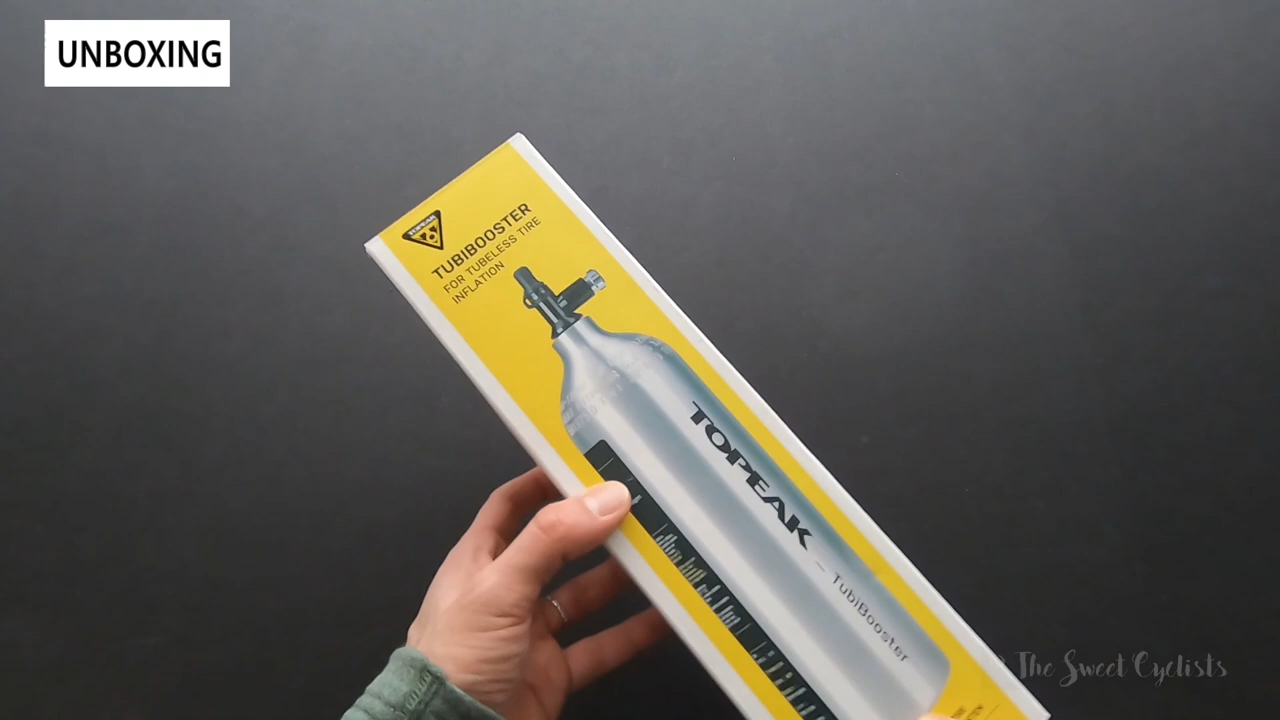 UNBOXING
TOPEAK
TUBIBOOSTER
FOR TUBELESS TIRE
INFLATION
TOPEAK
TubiBooster
The Sweet Cyclists